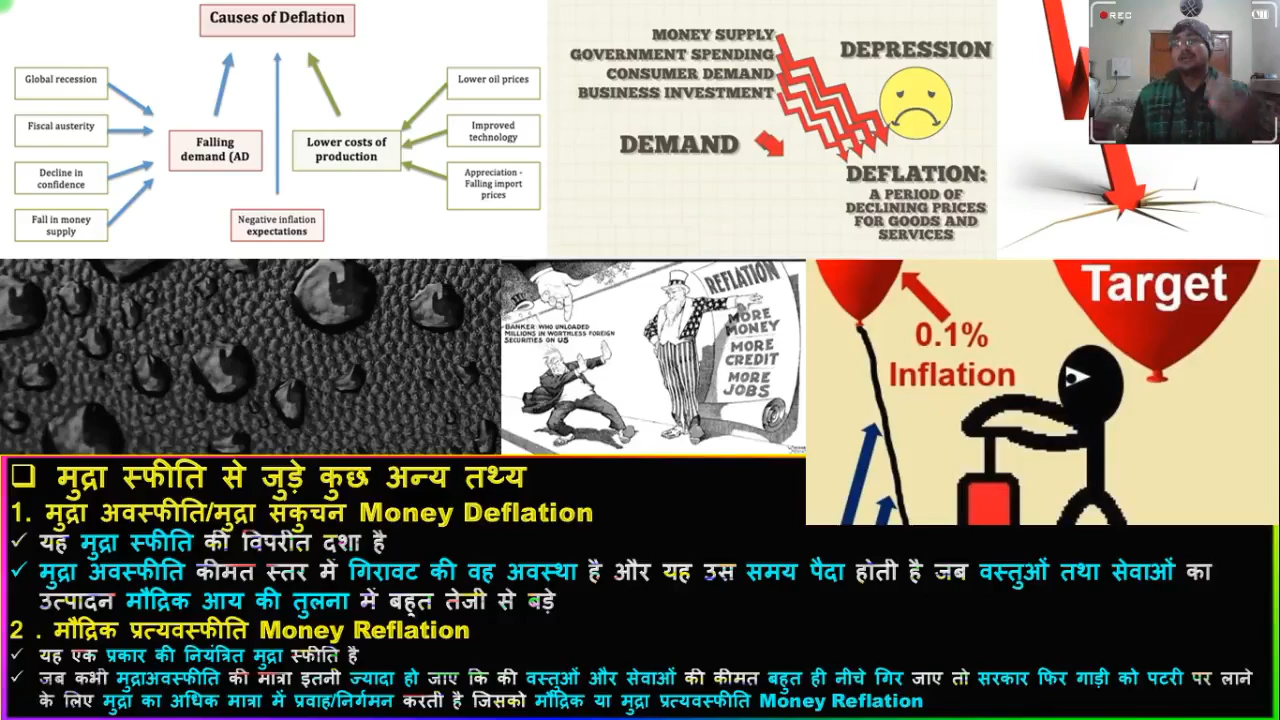 Causes of Deflation
Global recession
Fiscal austerity
Decline in
confidence
Fall in money
supply
Falling
demand (AD
Lower costs of
production
Negative inflation
expectations
Lower oil prices
Improved
technology
Appreciation -
Falling import
prices
MONEY SUPPLY
GOVERNMENT SPENDING
CONSUMER DEMAND
BUSINESS INVESTMENT
DEMAND
DEPRESSION
DEFLATION:
A PERIOD OF
DECLINING PRICES
FOR GOODS AND
SERVICES
REC
BANKER WHO UNLOADED
MILLIONS IN WORTHLESS FOREIGN
SECURITIES ON US
REFLATION
MORE
MONEY
MORE
CREDIT
MORE
JOBS
Target
0.1%
Inflation
मुद्रा स्फीति से जुड़े कुछ अन्य तथ्य
1. मुद्रा अवस्फीति/मुद्रा संकुचन Money Deflation
✓ यह मुद्रा स्फीति की विपरीत दशा है
✓ मुद्रा अवस्फीति कीमत स्तर में गिरावट की वह अवस्था है और यह उस समय पैदा होती है जब वस्तुओं तथा सेवाओं का
उत्पादन मौद्रिक आय की तुलना में बहुत तेजी से बड़े
2 . मौद्रिक प्रत्यवस्फीति Money Reflation
✓ यह एक प्रकार की नियंत्रित मुद्रा स्फीति है
✓ जब कभी मुद्राअवस्फीति की मात्रा इतनी ज्यादा हो जाए कि की वस्तुओं और सेवाओं की कीमत बहुत ही नीचे गिर जाए तो सरकार फिर गाड़ी को पटरी पर लाने
के लिए मुद्रा का अधिक मात्रा में प्रवाह/निर्गमन करती है जिसको मौद्रिक या मुद्रा प्रत्यवस्फीति Money Reflation